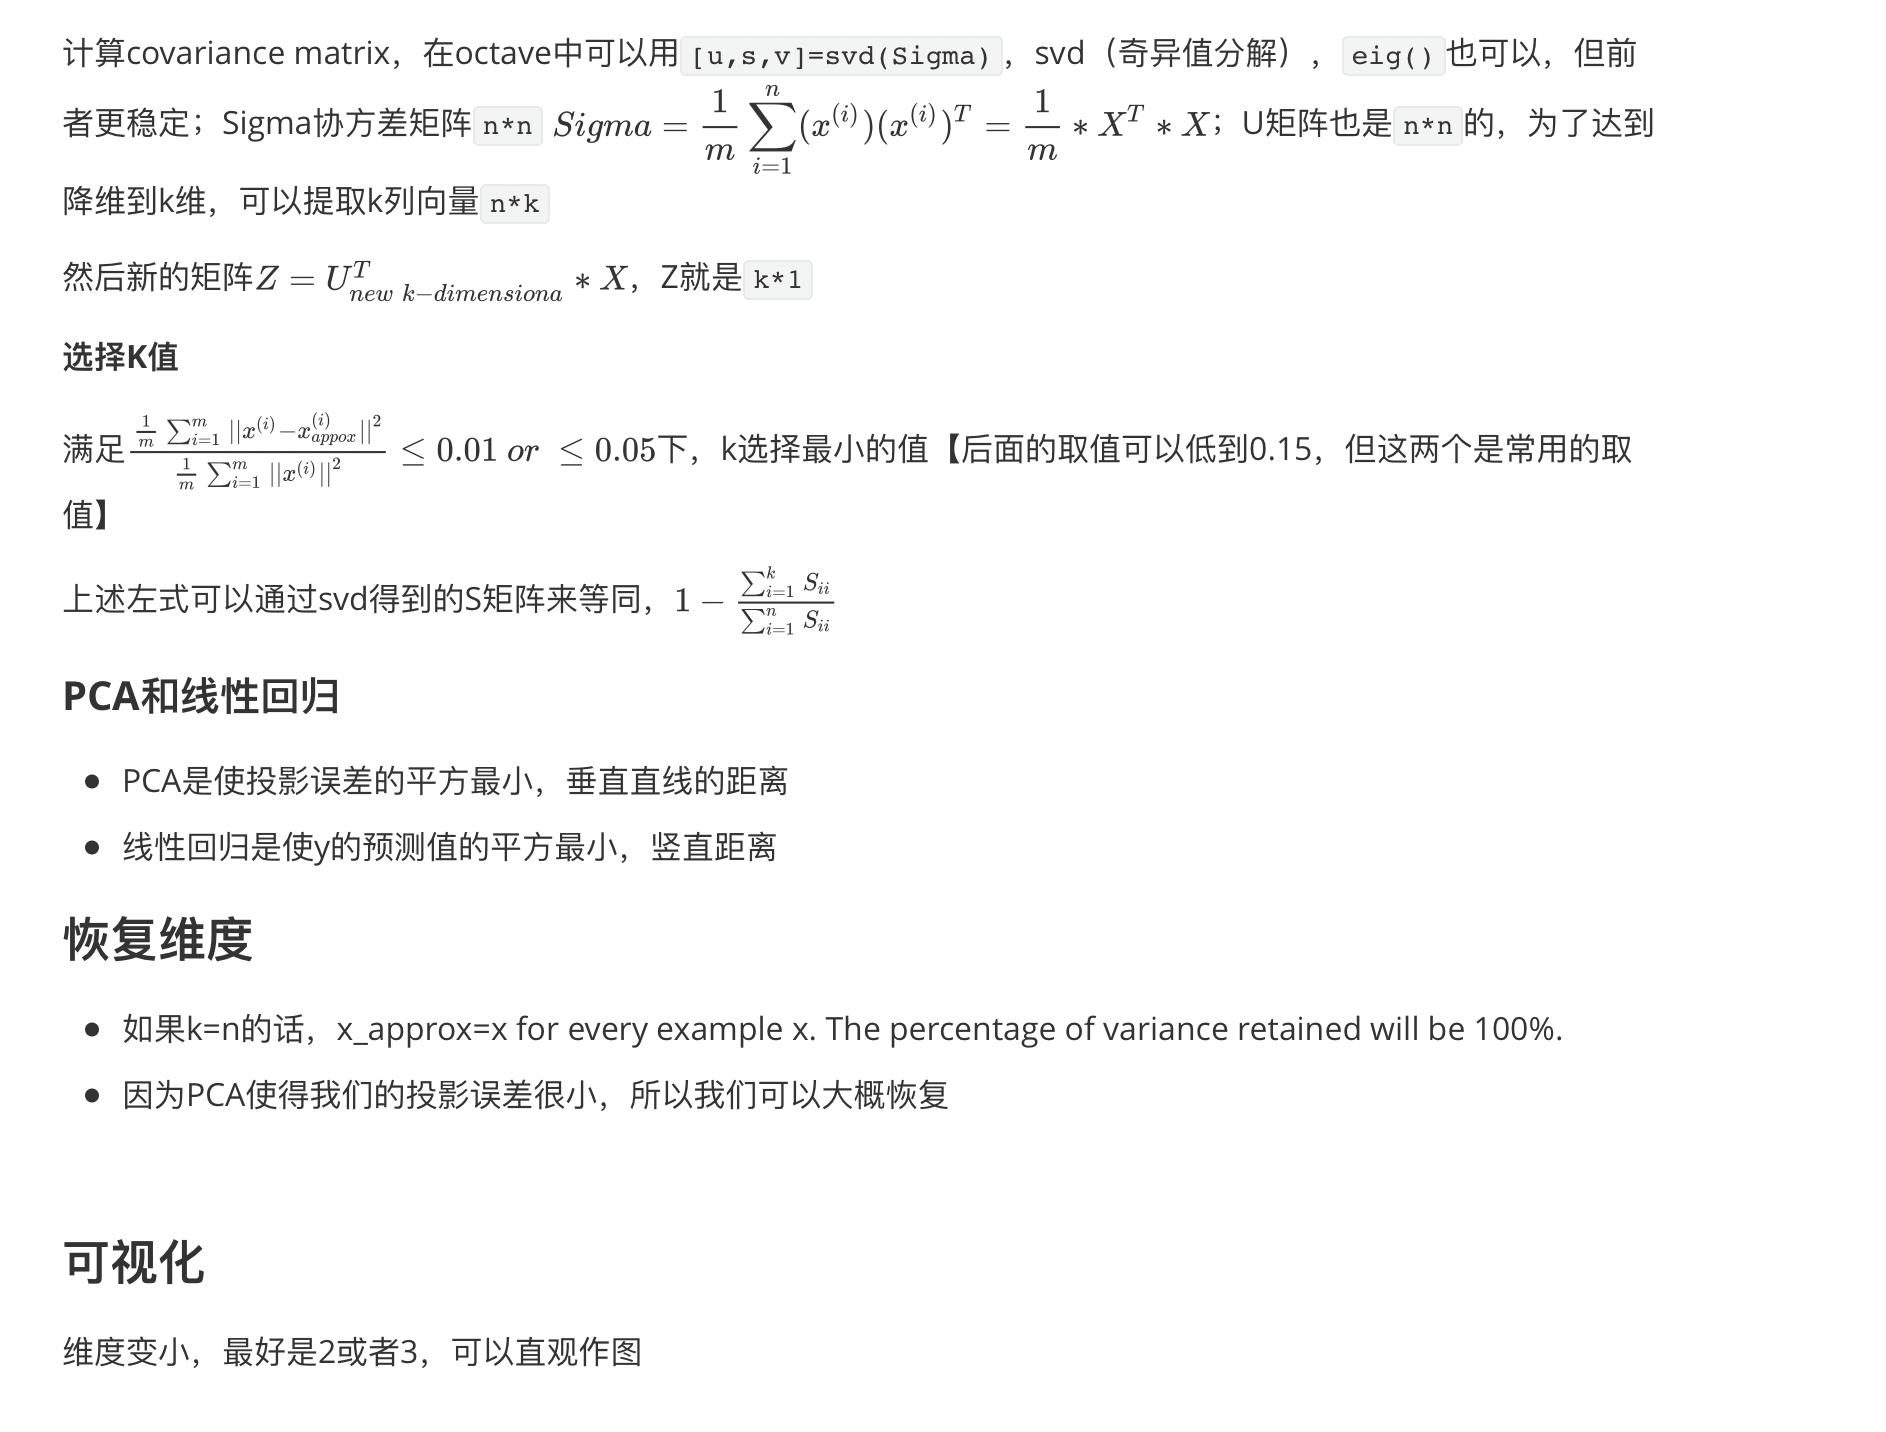 计算covariance matrix，在octave中可以用[u,s,v]=svd(Sigma)，svd（奇异值分解），eig()也可以，但前
者更稳定；Sigma协方差矩阵n*n $Sigma = \frac{1}{m}\sum_{i=1}^{n}(x^{(i)})(x^{(i)})^T = \frac{1}{m} * X^T * X$；U矩阵也是n*n的，为了达到
降维到k维，可以提取k列向量n*k
然后新的矩阵$Z = U_{new\ k-dimensiona}^T * X$，Z就是k*1
选择K值
满足$\frac{\frac{1}{m}\sum_{i=1}^{m}||x^{(i)}-x_{appox}^{(i)}||^2}{\frac{1}{m}\sum_{i=1}^{m}||x^{(i)}||^2} \leq 0.01\ or\ \leq 0.05$下，k选择最小的值【后面的取值可以低到0.15，但这两个是常用的取
值】
上述左式可以通过svd得到的S矩阵来等同，$1 - \frac{\sum_{i=1}^{k}S_{ii}}{\sum_{i=1}^{n}S_{ii}}$
PCA和线性回归
● PCA是使投影误差的平方最小，垂直直线的距离
● 线性回归是使y的预测值的平方最小，竖直距离
恢复维度
● 如果k=n的话，x_approx=x for every example x. The percentage of variance retained will be 100%.
● 因为PCA使得我们的投影误差很小，所以我们可以大概恢复
可视化
维度变小，最好是2或者3，可以直观作图